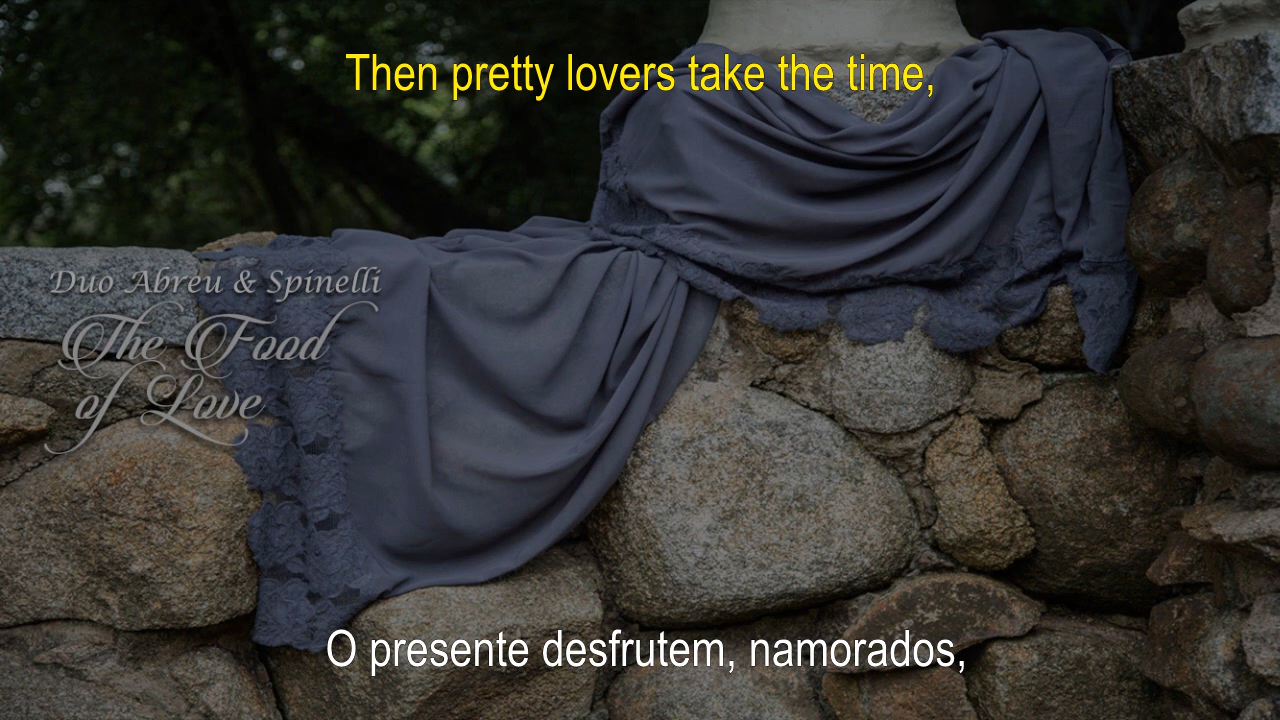 Then pretty lovers take the time,
Duo Abreu & Spinelli
The Food
of Love
O presente desfrutem, namorados,